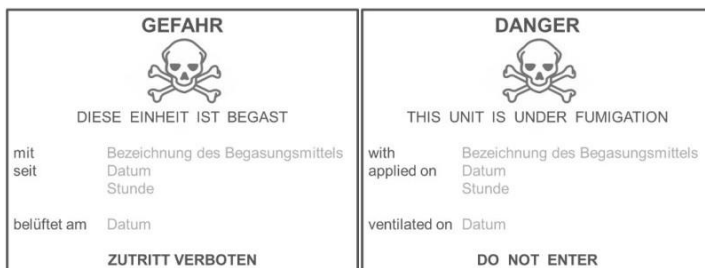 GEFAHR
DIESE EINHEIT IST BEGAST
mit Bezeichnung des Begasungsmittels
seit Datum
Stunde
belüftet am Datum
ZUTRITT VERBOTEN
DANGER
THIS UNIT IS UNDER FUMIGATION
with Bezeichnung des Begasungsmittels
applied on Datum
Stunde
ventilated on Datum
DO NOT ENTER